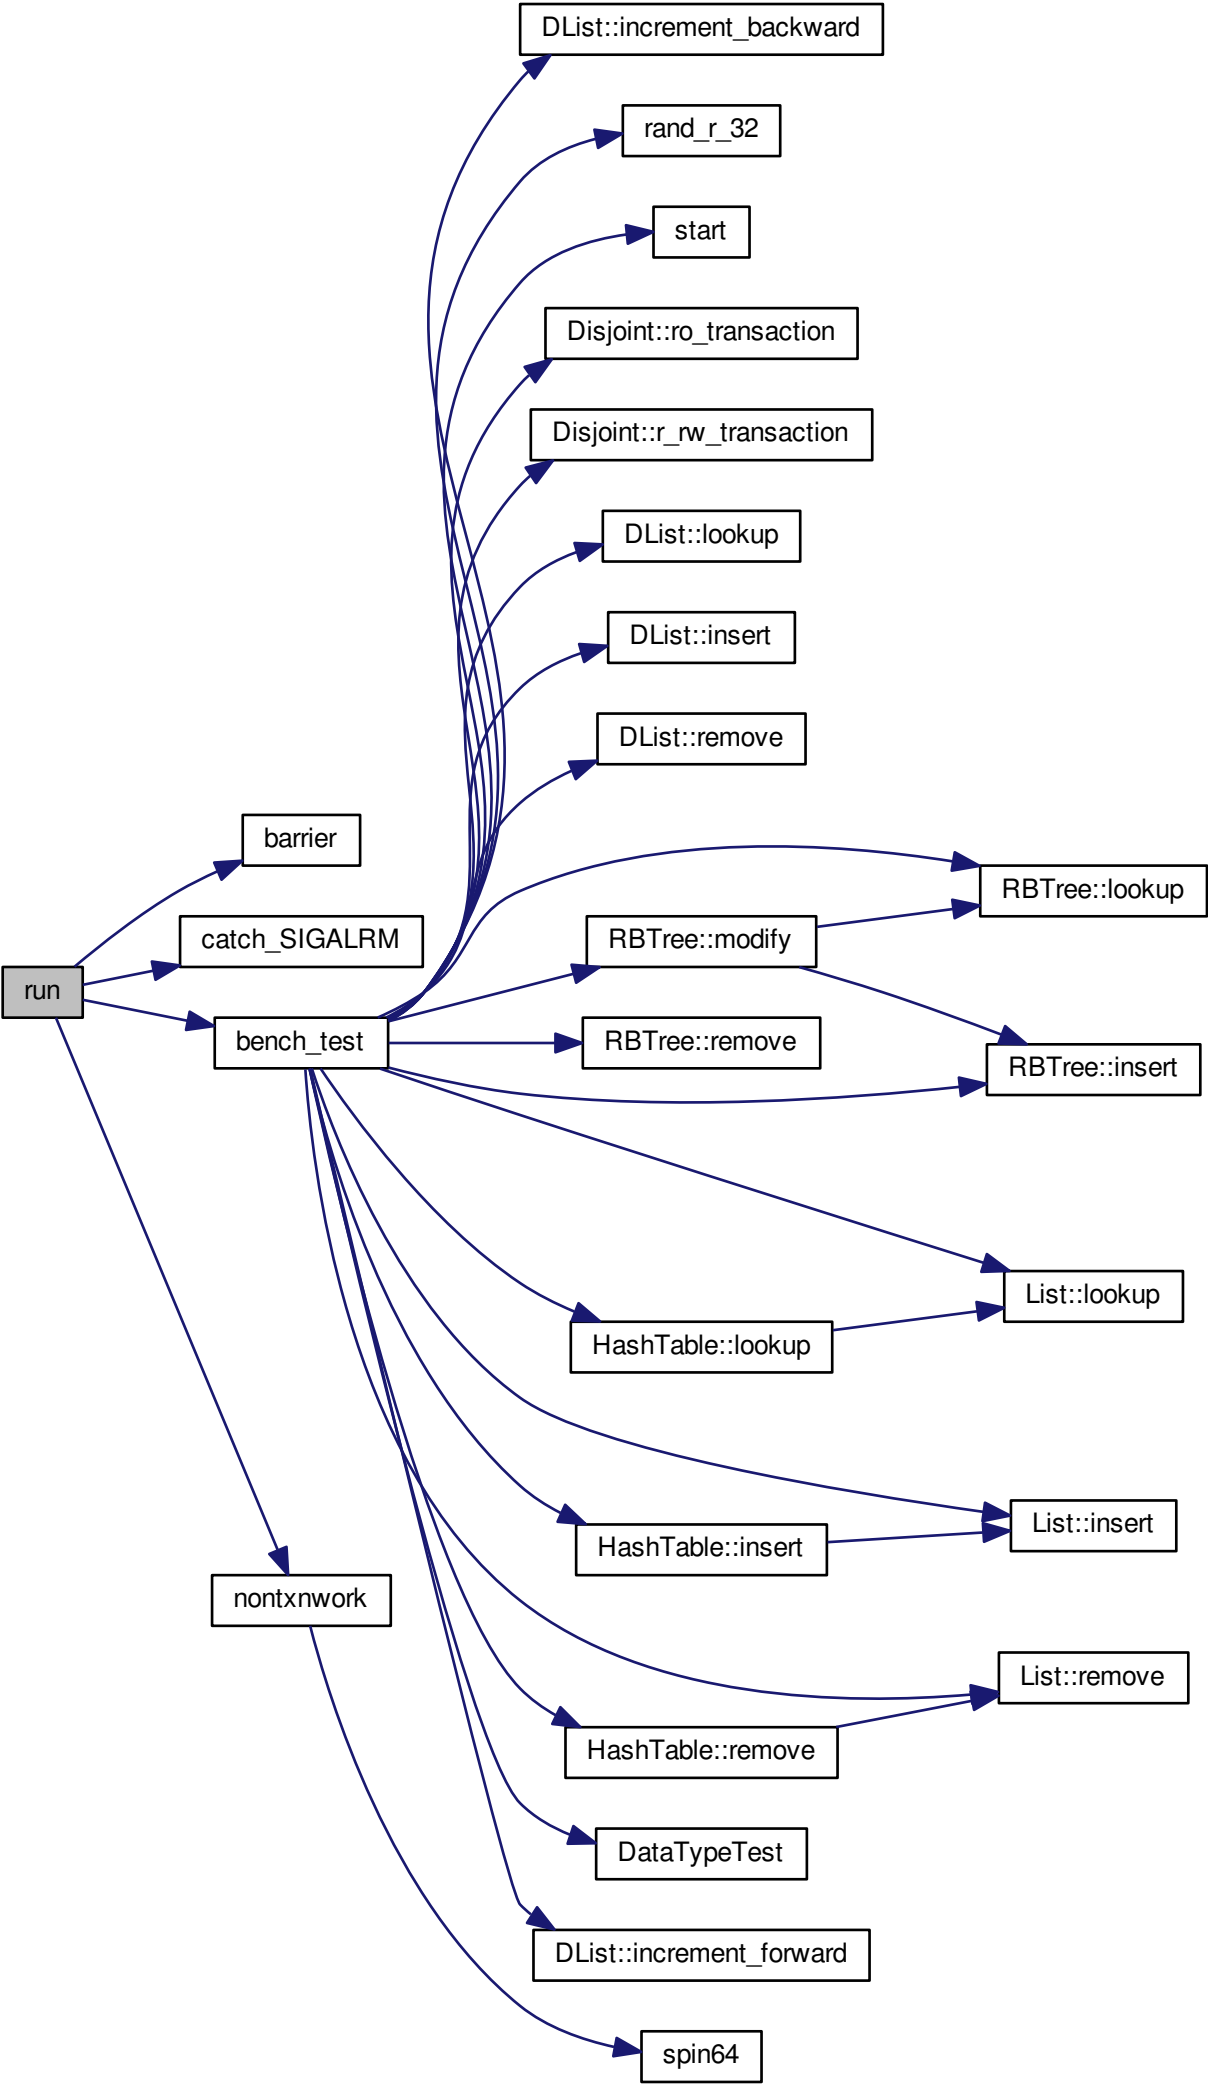 DList::increment_backward
rand_r_32
start
Disjoint::ro_transaction
Disjoint::r_rw_transaction
DList::lookup
DList::insert
DList::remove
barrier
RBTree::lookup
catch_SIGALRM
RBTree::modify
run
bench_test
RBTree::remove
RBTree::insert
List::lookup
HashTable::lookup
List::insert
HashTable::insert
nontxnwork
List::remove
HashTable::remove
DataTypeTest
DList::increment_forward
spin64